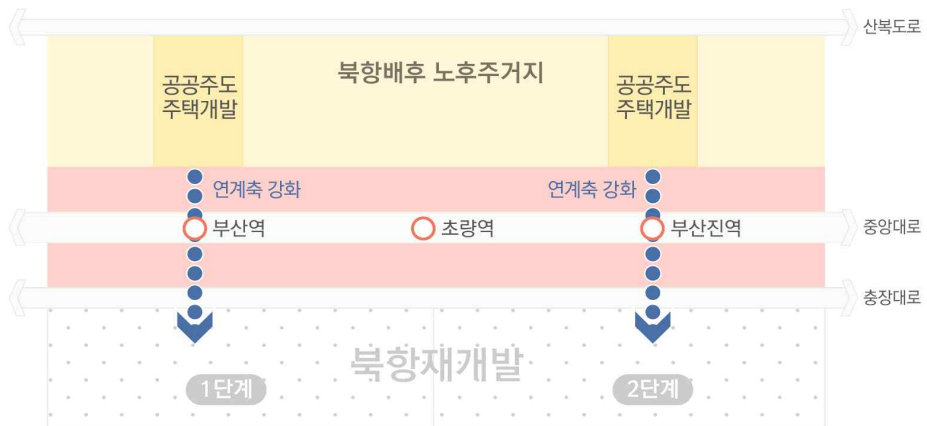 산복도로
북항배후 노후주거지
공공주도
주택개발
공공주도
주택개발
연계축 강화
연계축 강화
부산역
초량역
부산진역
중앙대로
충장대로
북항재개발
1단계
2단계